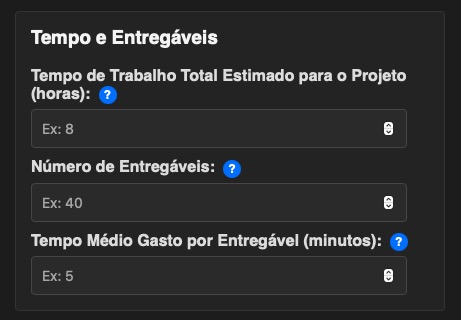 Tempo e Entregáveis
Tempo de Trabalho Total Estimado para o Projeto
(horas): ?
Ex: 8
Número de Entregáveis: ?
Ex: 40
Tempo Médio Gasto por Entregável (minutos): ?
Ex: 5